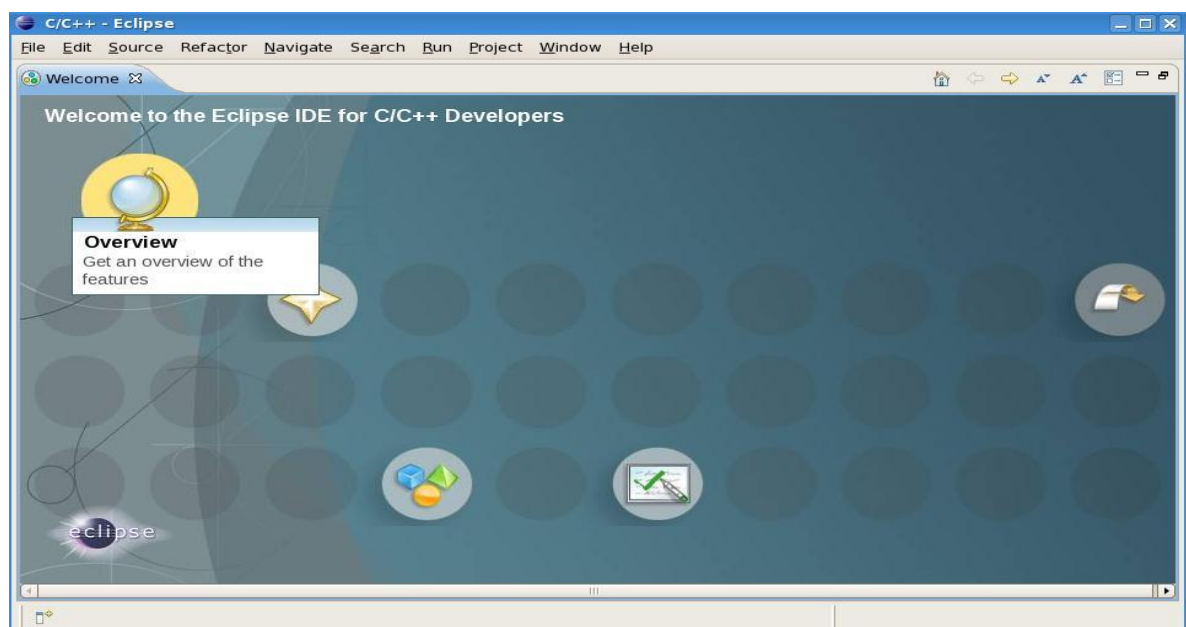 C/C++ - Eclipse
File Edit Source Refactor Navigate Search Run Project Window Help
Welcome
Welcome to the Eclipse IDE for C/C++ Developers
Overview
Get an overview of the
features
eclipse